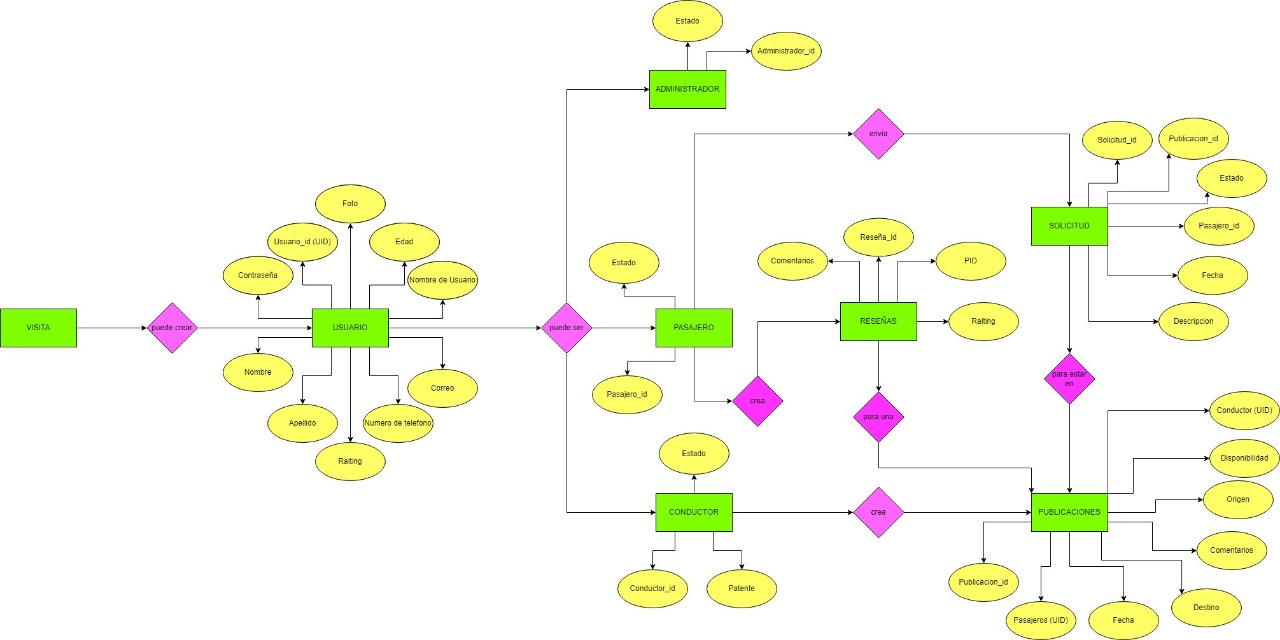 Estado
Administrador_id
ADMINISTRADOR
envia
Solicitud_id
Publicacion_id
Estado
SOLICITUD
Pasajero_id
Fecha
Descripcion
Foto
Usuario_id (UID)
Edad
Contraseña
Nombre de Usuario
VISITA
puede crear
USUARIO
puede ser
Nombre
Correo
Apellido
Numero de telefono
Raiting
Estado
PASAJERO
Pasajero_id
crea
Reseña_id
Comentarios
PID
RESEÑAS
Raiting
para una
para estar
en
Estado
CONDUCTOR
Conductor_id
Patente
crea
PUBLICACIONES
Conductor (UID)
Disponibilidad
Origen
Comentarios
Publicacion_id
Pasajeros (UID)
Fecha
Destino